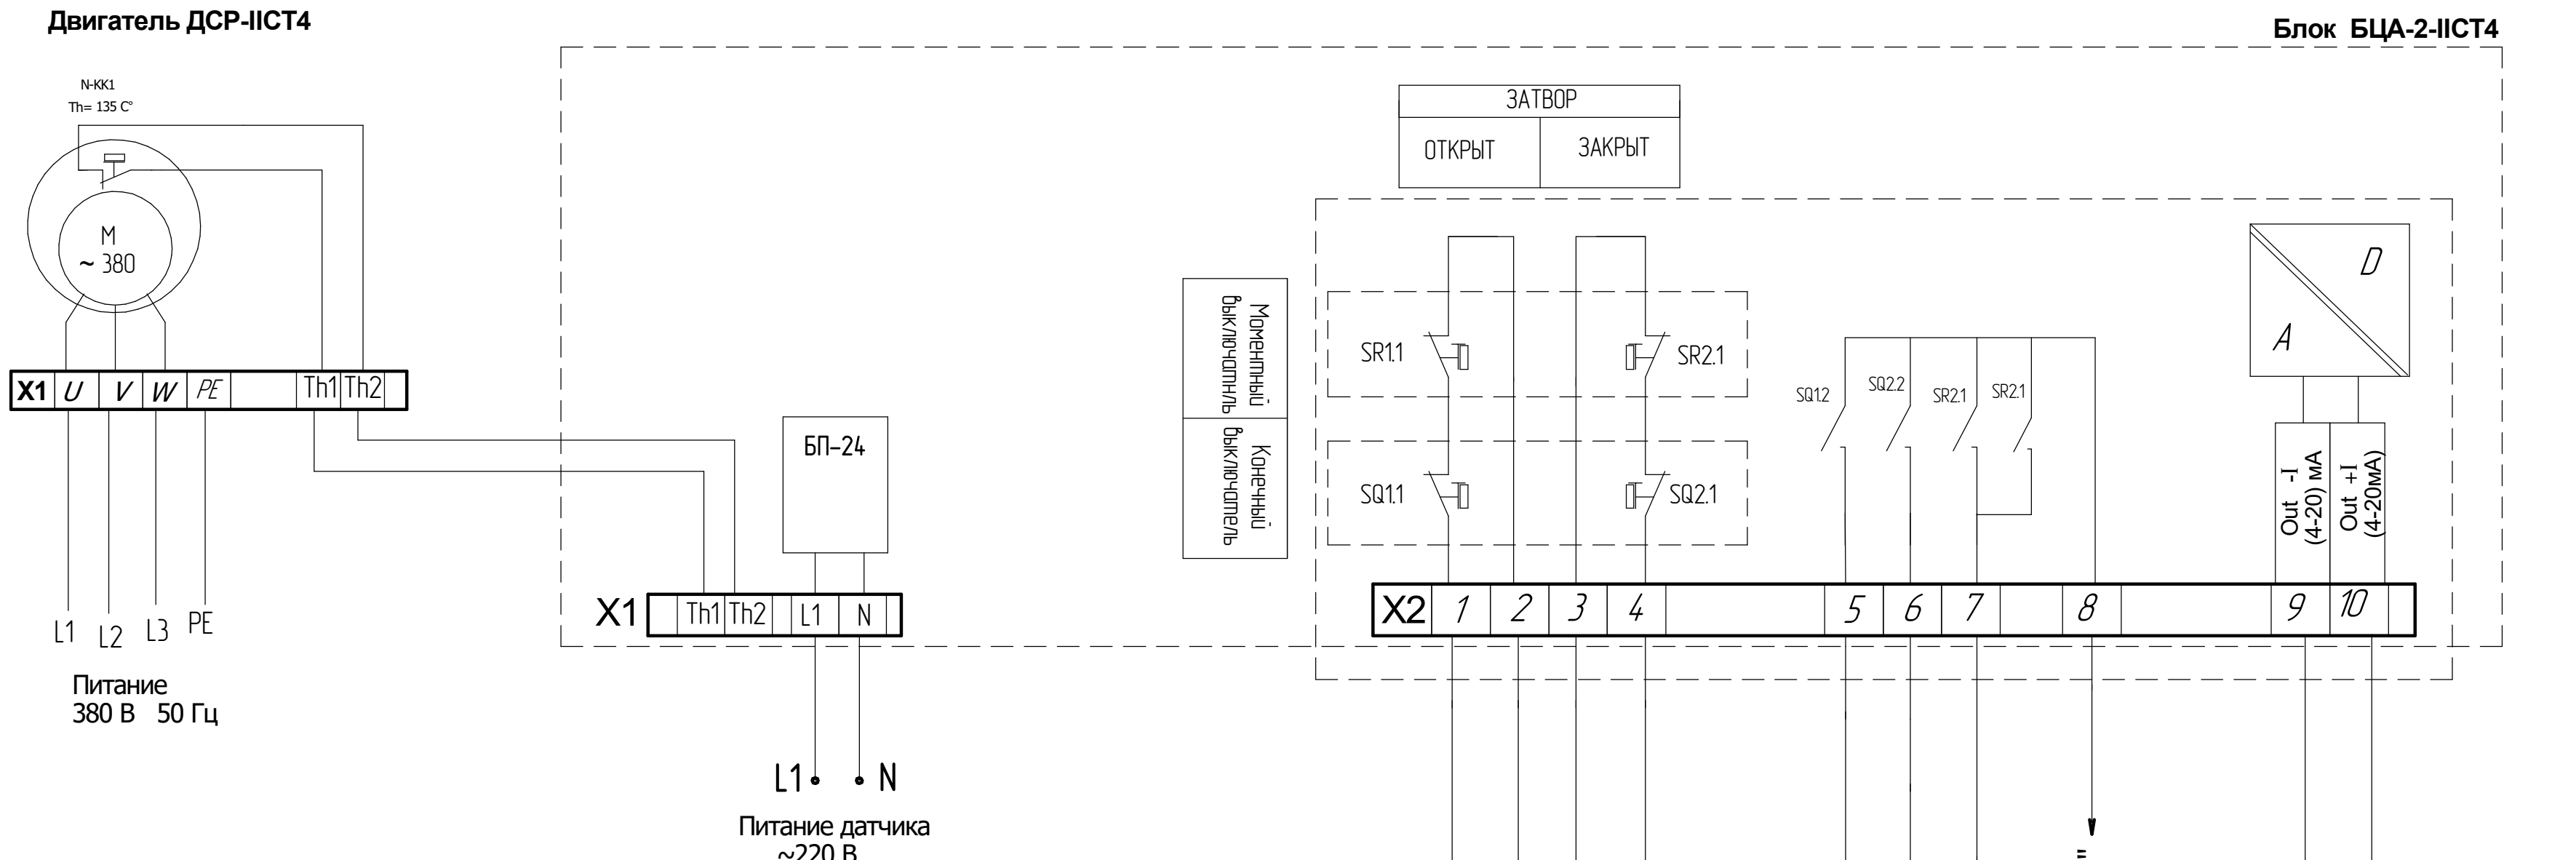 Двигатель ДСР-IIСТ4
Блок БЦА-2-IIСТ4
N-KK1
Th= 135 C°
ЗАТВОР
ОТКРЫТ
ЗАКРЫТ
М
~ 380
D
A
Моментный
выключатнль
Конечный
выключатель
SR1.1
SR2.1
SQ1.1
SQ2.1
SQ1.2
SQ2.2
SR2.1
SR2.1
X1 U V W PE Th1 Th2
БП-24
Out -I
(4-20) мА
Out +I
(4-20мА)
X1 Th1 Th2 L1 N
X2 1 2 3 4 5 6 7 8 9 10
L1 L2 L3 PE
Питание
380 В 50 Гц
L1 N
Питание датчика
~220 В